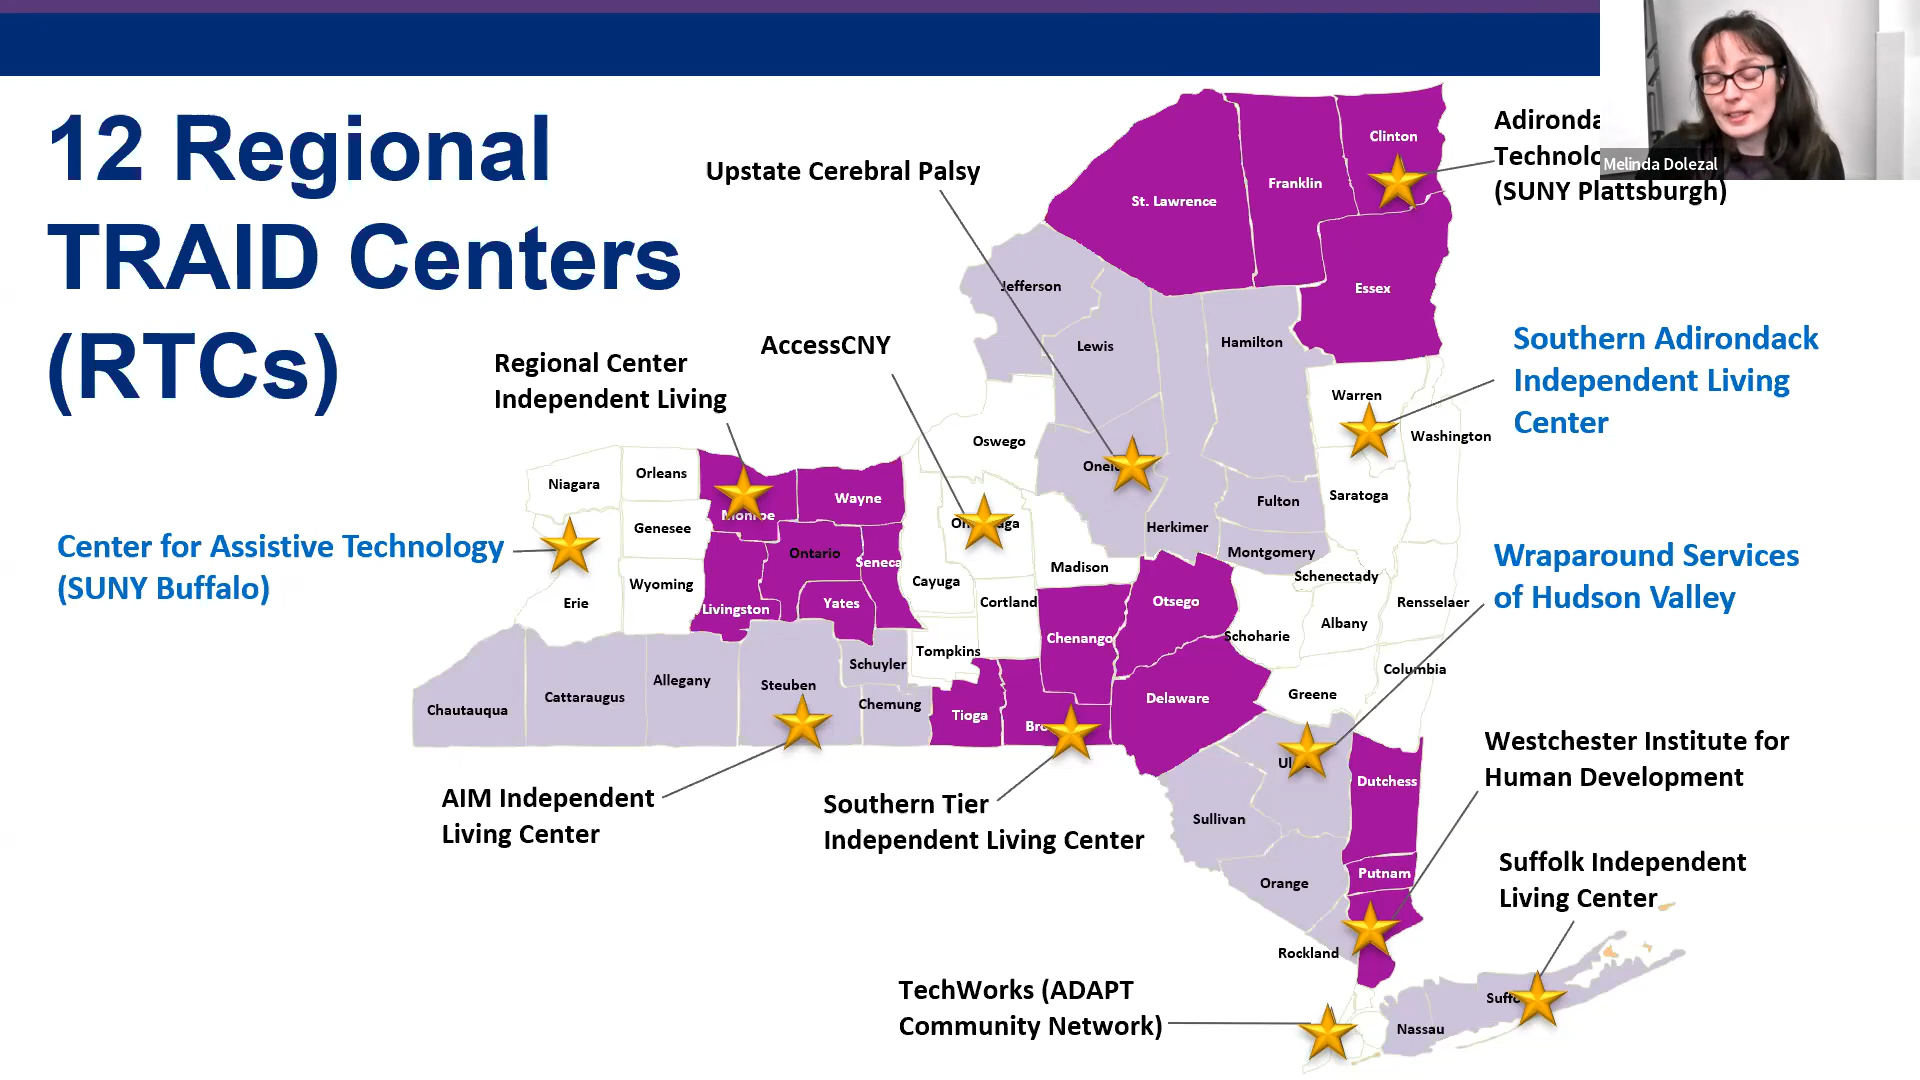 12 Regional
TRAID Centers
(RTCs)
Melinda Dolezal
Technolo
(SUNY Plattsburgh)
Upstate Cerebral Palsy
AccessCNY
Regional Center
Independent Living
Center for Assistive Technology
(SUNY Buffalo)
Southern Adirondack
Independent Living
Center
Wraparound Services
of Hudson Valley
Westchester Institute for
Human Development
Suffolk Independent
Living Center
AIM Independent
Living Center
Southern Tier
Independent Living Center
TechWorks (ADAPT
Community Network)
Clinton
Franklin
St. Lawrence
Essex
Jefferson
Lewis
Hamilton
Warren
Washington
Oswego
Saratoga
Fulton
Herkimer
Montgomery
Niagara
Orleans
Monroe
Wayne
Genesee
Ontario
Seneca
Wyoming
Erie
Livingston
Yates
Cayuga
Madison
Cortland
Otsego
Schenectady
Rensselaer
Albany
Schoharie
Chenango
Tompkins
Schuyler
Steuben
Allegany
Cattaraugus
Chautauqua
Chemung
Tioga
Delaware
Greene
Columbia
Sullivan
Dutchess
Putnam
Orange
Rockland
Nassau